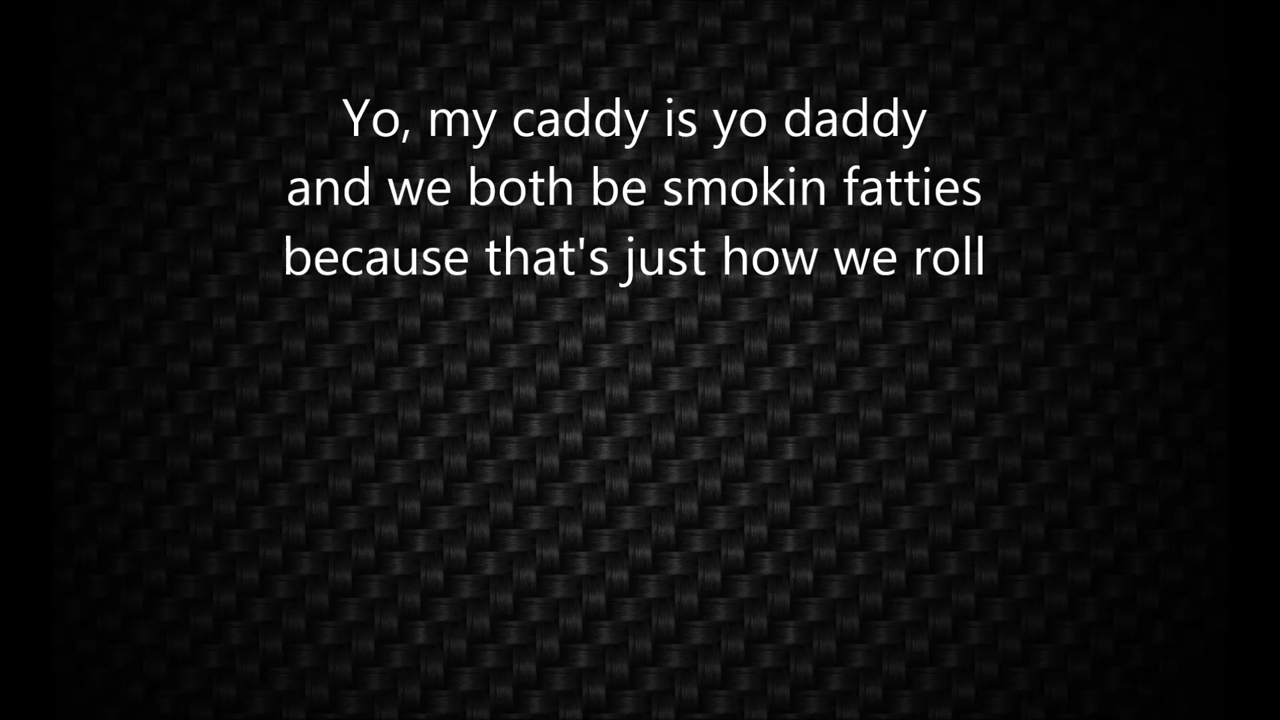 Yo, my caddy is yo daddy
and we both be smokin fatties
because that's just how we roll